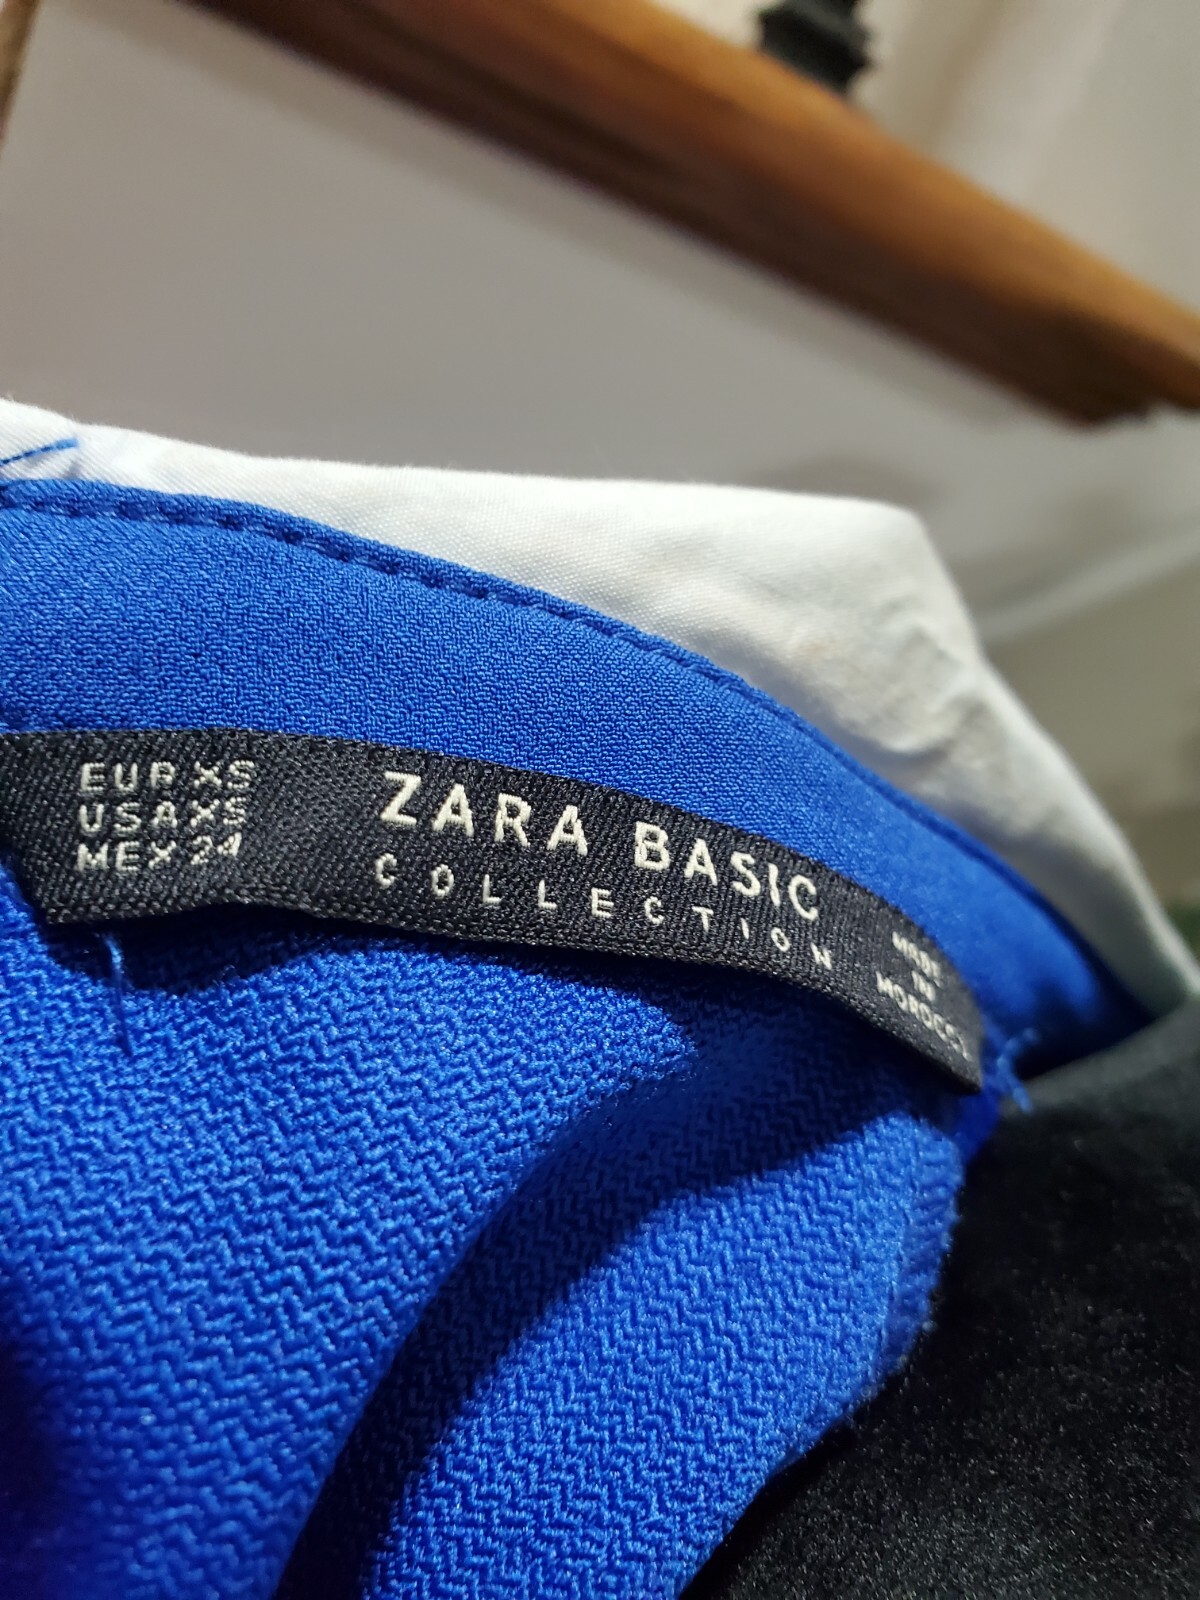 EUR XS
USA XS
MEX 24
ZARA BASIC
COLLECTION
MADE
IN
MOROCCO